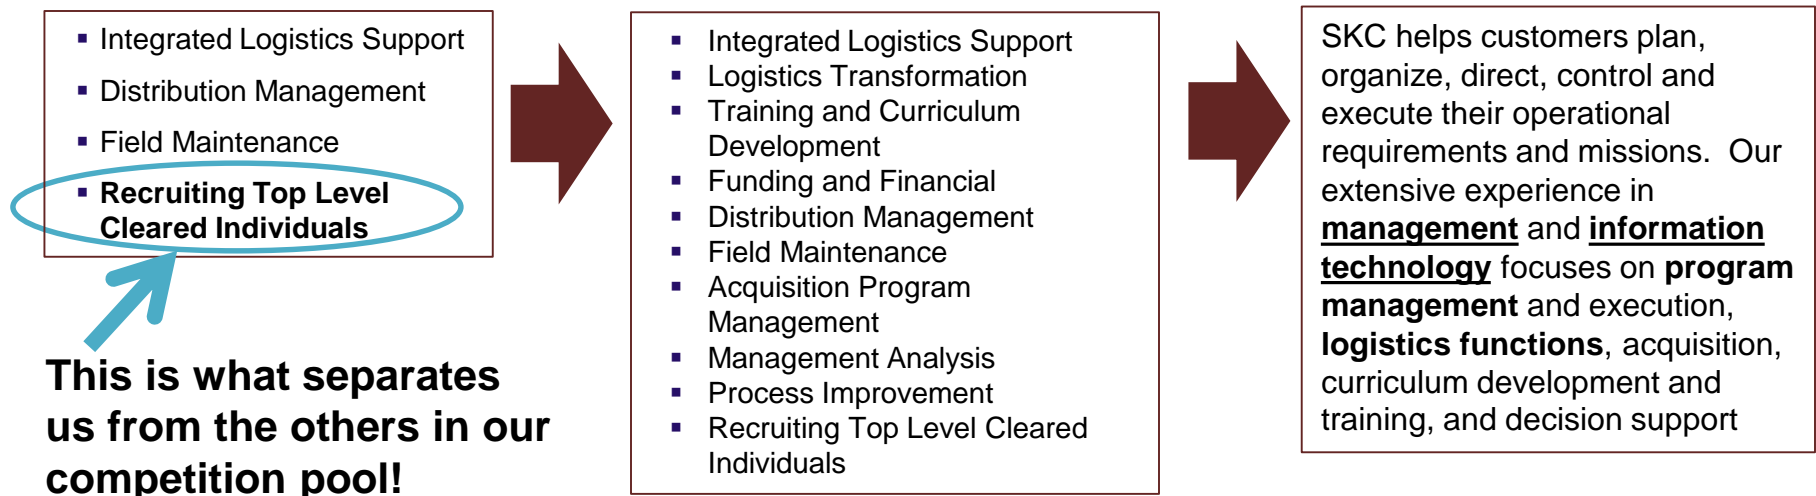 ▪ Integrated Logistics Support
▪ Distribution Management
▪ Field Maintenance
▪ Recruiting Top Level
Cleared Individuals
This is what separates
us from the others in our
competition pool!
▪ Integrated Logistics Support
▪ Logistics Transformation
▪ Training and Curriculum
Development
▪ Funding and Financial
▪ Distribution Management
▪ Field Maintenance
▪ Acquisition Program
Management
▪ Management Analysis
▪ Process Improvement
▪ Recruiting Top Level Cleared
Individuals
SKC helps customers plan,
organize, direct, control and
execute their operational
requirements and missions. Our
extensive experience in
management and information
technology focuses on program
management and execution,
logistics functions, acquisition,
curriculum development and
training, and decision support